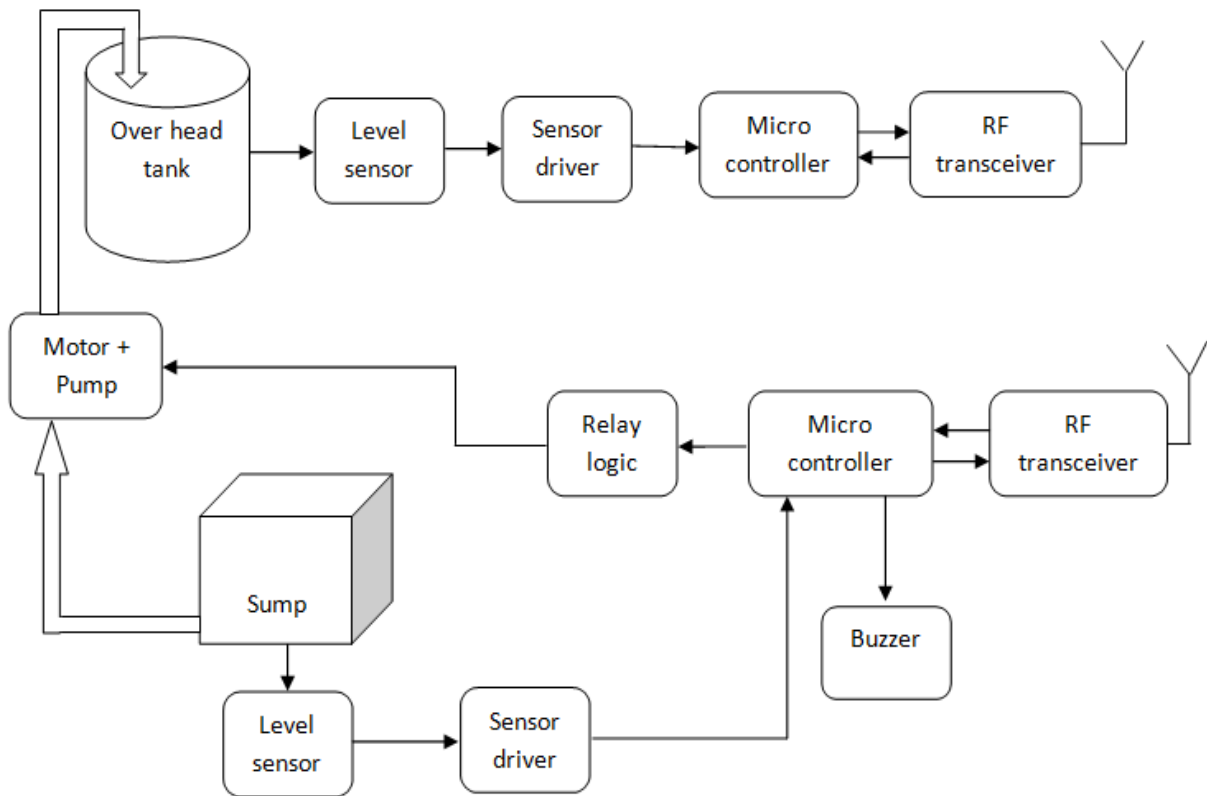 Over head
tank
Level
sensor
Sensor
driver
Micro
controller
RF
transceiver
Motor +
Pump
Relay
logic
Micro
controller
RF
transceiver
Sump
Buzzer
Level
sensor
Sensor
driver